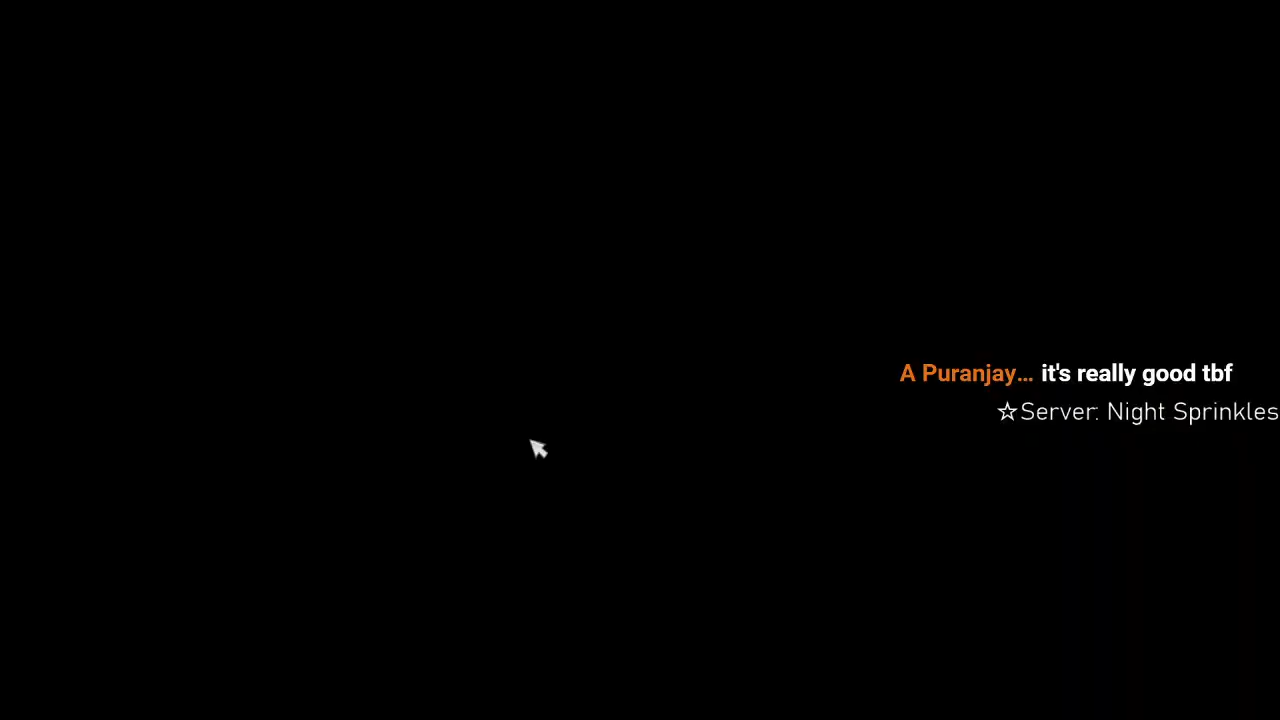 A Puranjay… it's really good tbf
☆Server: Night Sprinkles